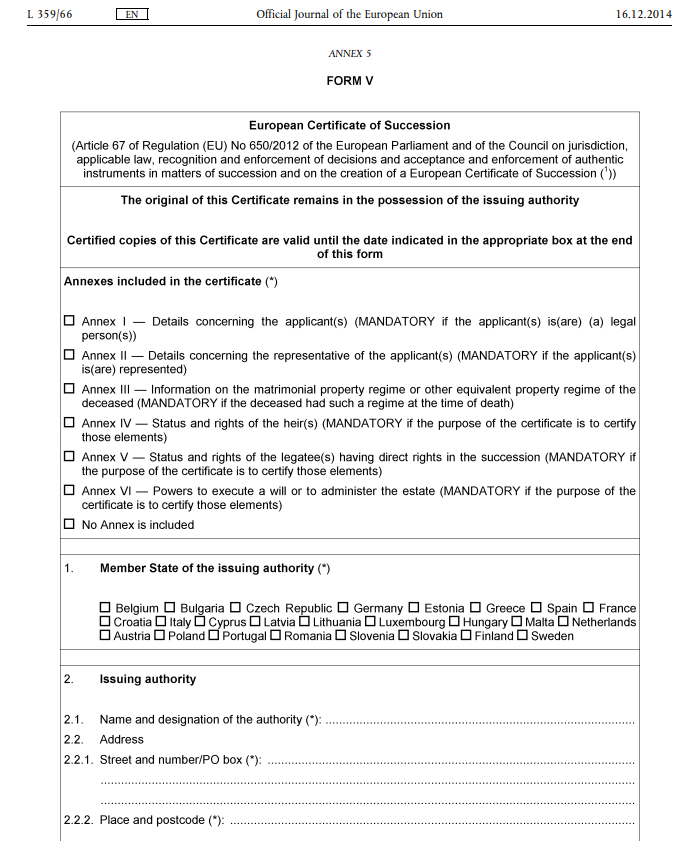 L 359/66 EN Official Journal of the European Union 16.12.2014
ANNEX 5
FORM V
European Certificate of Succession
(Article 67 of Regulation (EU) No 650/2012 of the European Parliament and of the Council on jurisdiction,
applicable law, recognition and enforcement of decisions and acceptance and enforcement of authentic
instruments in matters of succession and on the creation of a European Certificate of Succession (1))
The original of this Certificate remains in the possession of the issuing authority
Certified copies of this Certificate are valid until the date indicated in the appropriate box at the end
of this form
Annexes included in the certificate (*)
☐ Annex I — Details concerning the applicant(s) (MANDATORY if the applicant(s) is(are) (a) legal
person(s))
☐ Annex II — Details concerning the representative of the applicant(s) (MANDATORY if the applicant(s)
is(are) represented)
☐ Annex III — Information on the matrimonial property regime or other equivalent property regime of the
deceased (MANDATORY if the deceased had such a regime at the time of death)
☐ Annex IV — Status and rights of the heir(s) (MANDATORY if the purpose of the certificate is to certify
those elements)
☐ Annex V — Status and rights of the legatee(s) having direct rights in the succession (MANDATORY if
the purpose of the certificate is to certify those elements)
☐ Annex VI — Powers to execute a will or to administer the estate (MANDATORY if the purpose of the
certificate is to certify those elements)
☐ No Annex is included
1. Member State of the issuing authority (*)
☐ Belgium ☐ Bulgaria ☐ Czech Republic ☐ Germany ☐ Estonia ☐ Greece ☐ Spain ☐ France
☐ Croatia ☐ Italy ☐ Cyprus ☐ Latvia ☐ Lithuania ☐ Luxembourg ☐ Hungary ☐ Malta ☐ Netherlands
☐ Austria ☐ Poland ☐ Portugal ☐ Romania ☐ Slovenia ☐ Slovakia ☐ Finland ☐ Sweden
2. Issuing authority
2.1. Name and designation of the authority (*): ....................
2.2. Address
2.2.1. Street and number/PO box (*): ....................
....................
....................
2.2.2. Place and postcode (*): ....................